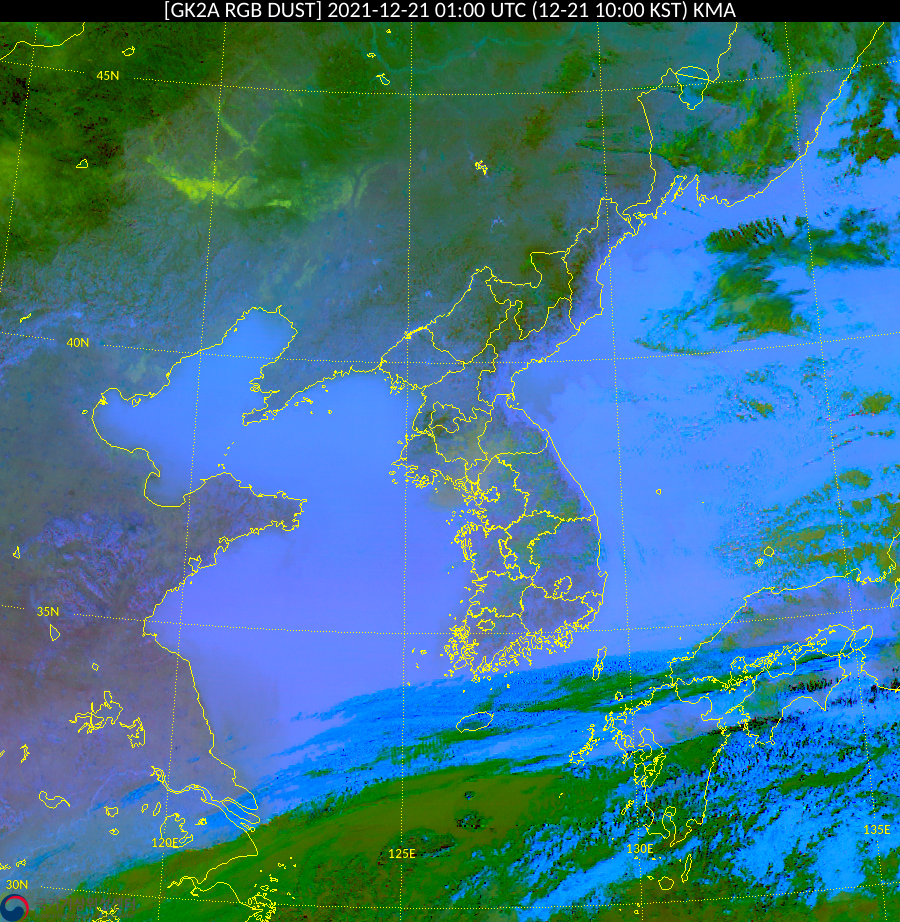 [GK2A RGB DUST] 2021-12-21 01:00 UTC (12-21 10:00 KST) KMA
45N
40N
35N
135E
120E
125E
130E
30N